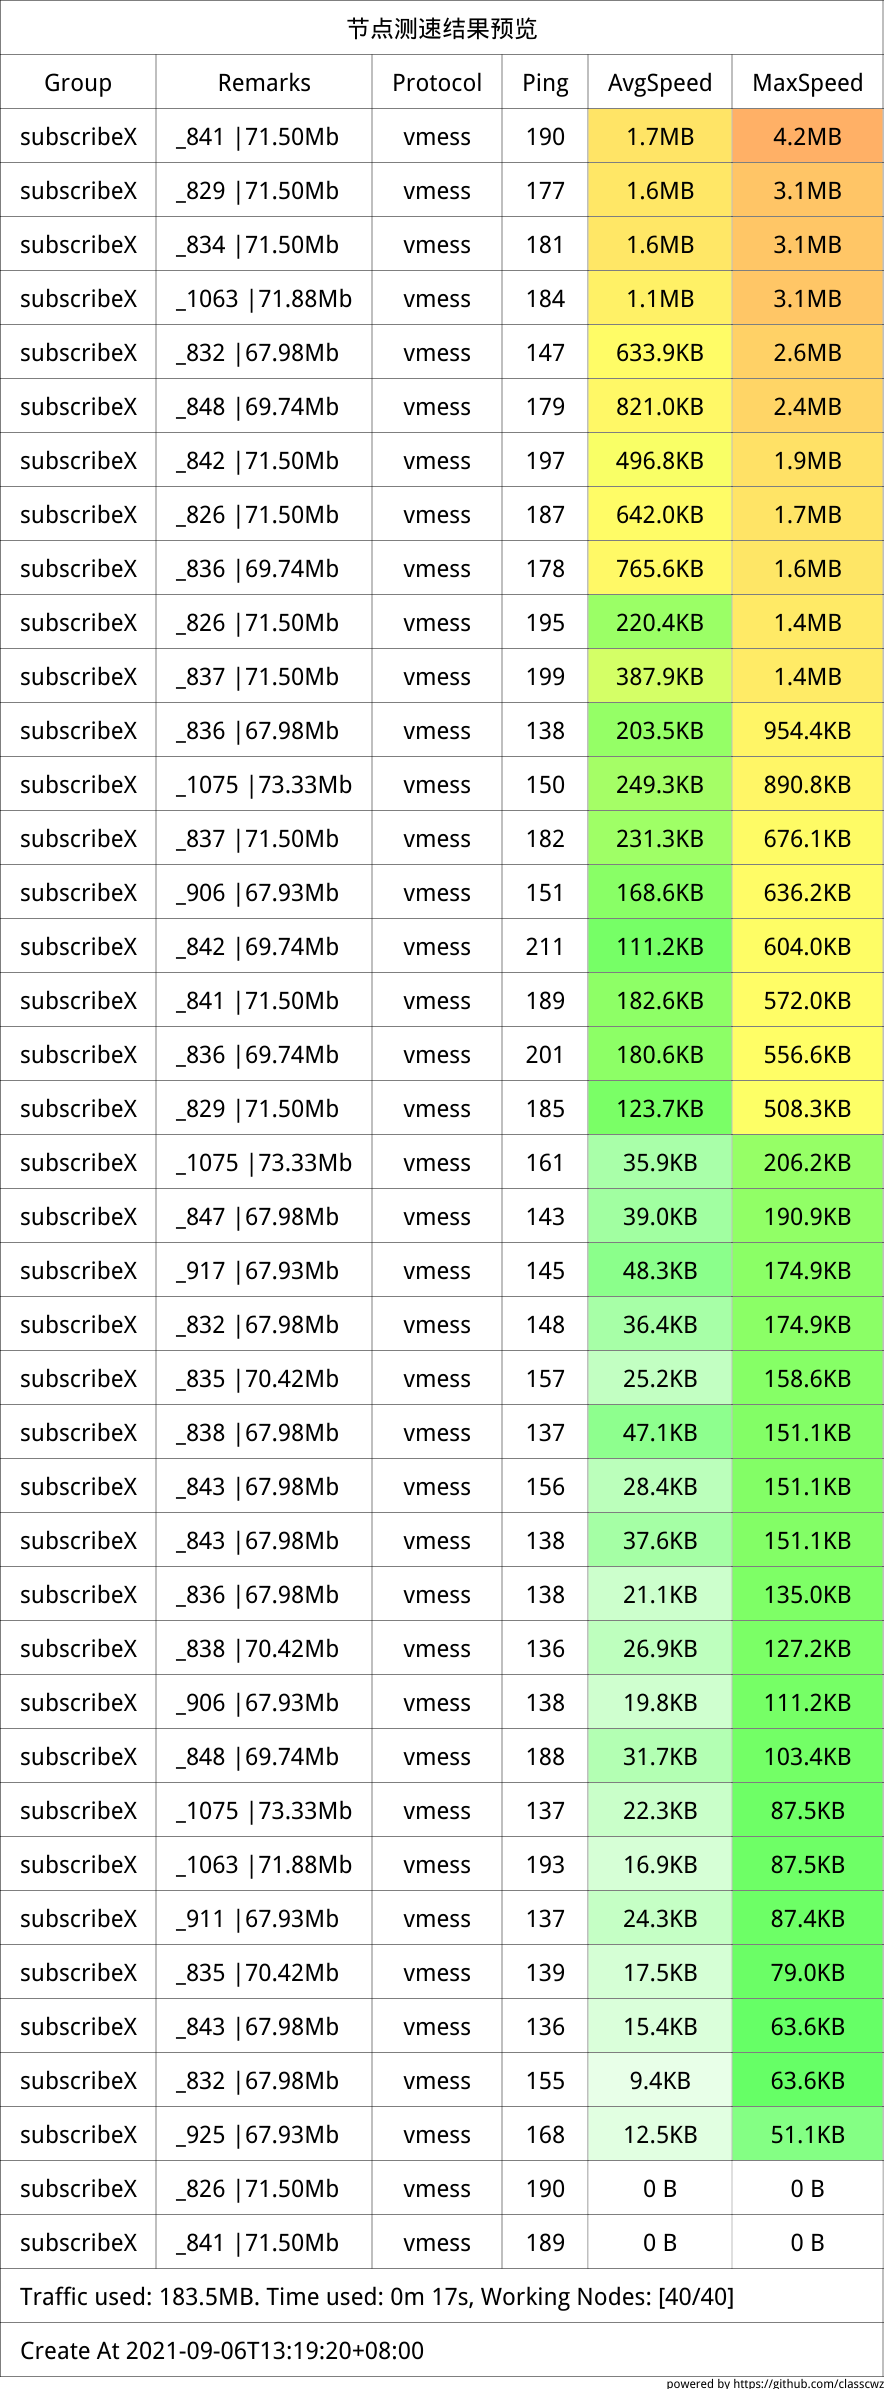 节点测速结果预览
Group Remarks Protocol Ping AvgSpeed MaxSpeed
subscribeX _841 |71.50Mb vmess 190 1.7MB 4.2MB
subscribeX _829 |71.50Mb vmess 177 1.6MB 3.1MB
subscribeX _834 |71.50Mb vmess 181 1.6MB 3.1MB
subscribeX _1063 |71.88Mb vmess 184 1.1MB 3.1MB
subscribeX _832 |67.98Mb vmess 147 633.9KB 2.6MB
subscribeX _848 |69.74Mb vmess 179 821.0KB 2.4MB
subscribeX _842 |71.50Mb vmess 197 496.8KB 1.9MB
subscribeX _826 |71.50Mb vmess 187 642.0KB 1.7MB
subscribeX _836 |69.74Mb vmess 178 765.6KB 1.6MB
subscribeX _826 |71.50Mb vmess 195 220.4KB 1.4MB
subscribeX _837 |71.50Mb vmess 199 387.9KB 1.4MB
subscribeX _836 |67.98Mb vmess 138 203.5KB 954.4KB
subscribeX _1075 |73.33Mb vmess 150 249.3KB 890.8KB
subscribeX _837 |71.50Mb vmess 182 231.3KB 676.1KB
subscribeX _906 |67.93Mb vmess 151 168.6KB 636.2KB
subscribeX _842 |69.74Mb vmess 211 111.2KB 604.0KB
subscribeX _841 |71.50Mb vmess 189 182.6KB 572.0KB
subscribeX _836 |69.74Mb vmess 201 180.6KB 556.6KB
subscribeX _829 |71.50Mb vmess 185 123.7KB 508.3KB
subscribeX _1075 |73.33Mb vmess 161 35.9KB 206.2KB
subscribeX _847 |67.98Mb vmess 143 39.0KB 190.9KB
subscribeX _917 |67.93Mb vmess 145 48.3KB 174.9KB
subscribeX _832 |67.98Mb vmess 148 36.4KB 174.9KB
subscribeX _835 |70.42Mb vmess 157 25.2KB 158.6KB
subscribeX _838 |67.98Mb vmess 137 47.1KB 151.1KB
subscribeX _843 |67.98Mb vmess 156 28.4KB 151.1KB
subscribeX _843 |67.98Mb vmess 138 37.6KB 151.1KB
subscribeX _836 |67.98Mb vmess 138 21.1KB 135.0KB
subscribeX _838 |70.42Mb vmess 136 26.9KB 127.2KB
subscribeX _906 |67.93Mb vmess 138 19.8KB 111.2KB
subscribeX _848 |69.74Mb vmess 188 31.7KB 103.4KB
subscribeX _1075 |73.33Mb vmess 137 22.3KB 87.5KB
subscribeX _1063 |71.88Mb vmess 193 16.9KB 87.5KB
subscribeX _911 |67.93Mb vmess 137 24.3KB 87.4KB
subscribeX _835 |70.42Mb vmess 139 17.5KB 79.0KB
subscribeX _843 |67.98Mb vmess 136 15.4KB 63.6KB
subscribeX _832 |67.98Mb vmess 155 9.4KB 63.6KB
subscribeX _925 |67.93Mb vmess 168 12.5KB 51.1KB
subscribeX _826 |71.50Mb vmess 190 0 B 0 B
subscribeX _841 |71.50Mb vmess 189 0 B 0 B
Traffic used: 183.5MB. Time used: 0m 17s, Working Nodes: [40/40]
Create At 2021-09-06T13:19:20+08:00
powered by https://github.com/classcwz